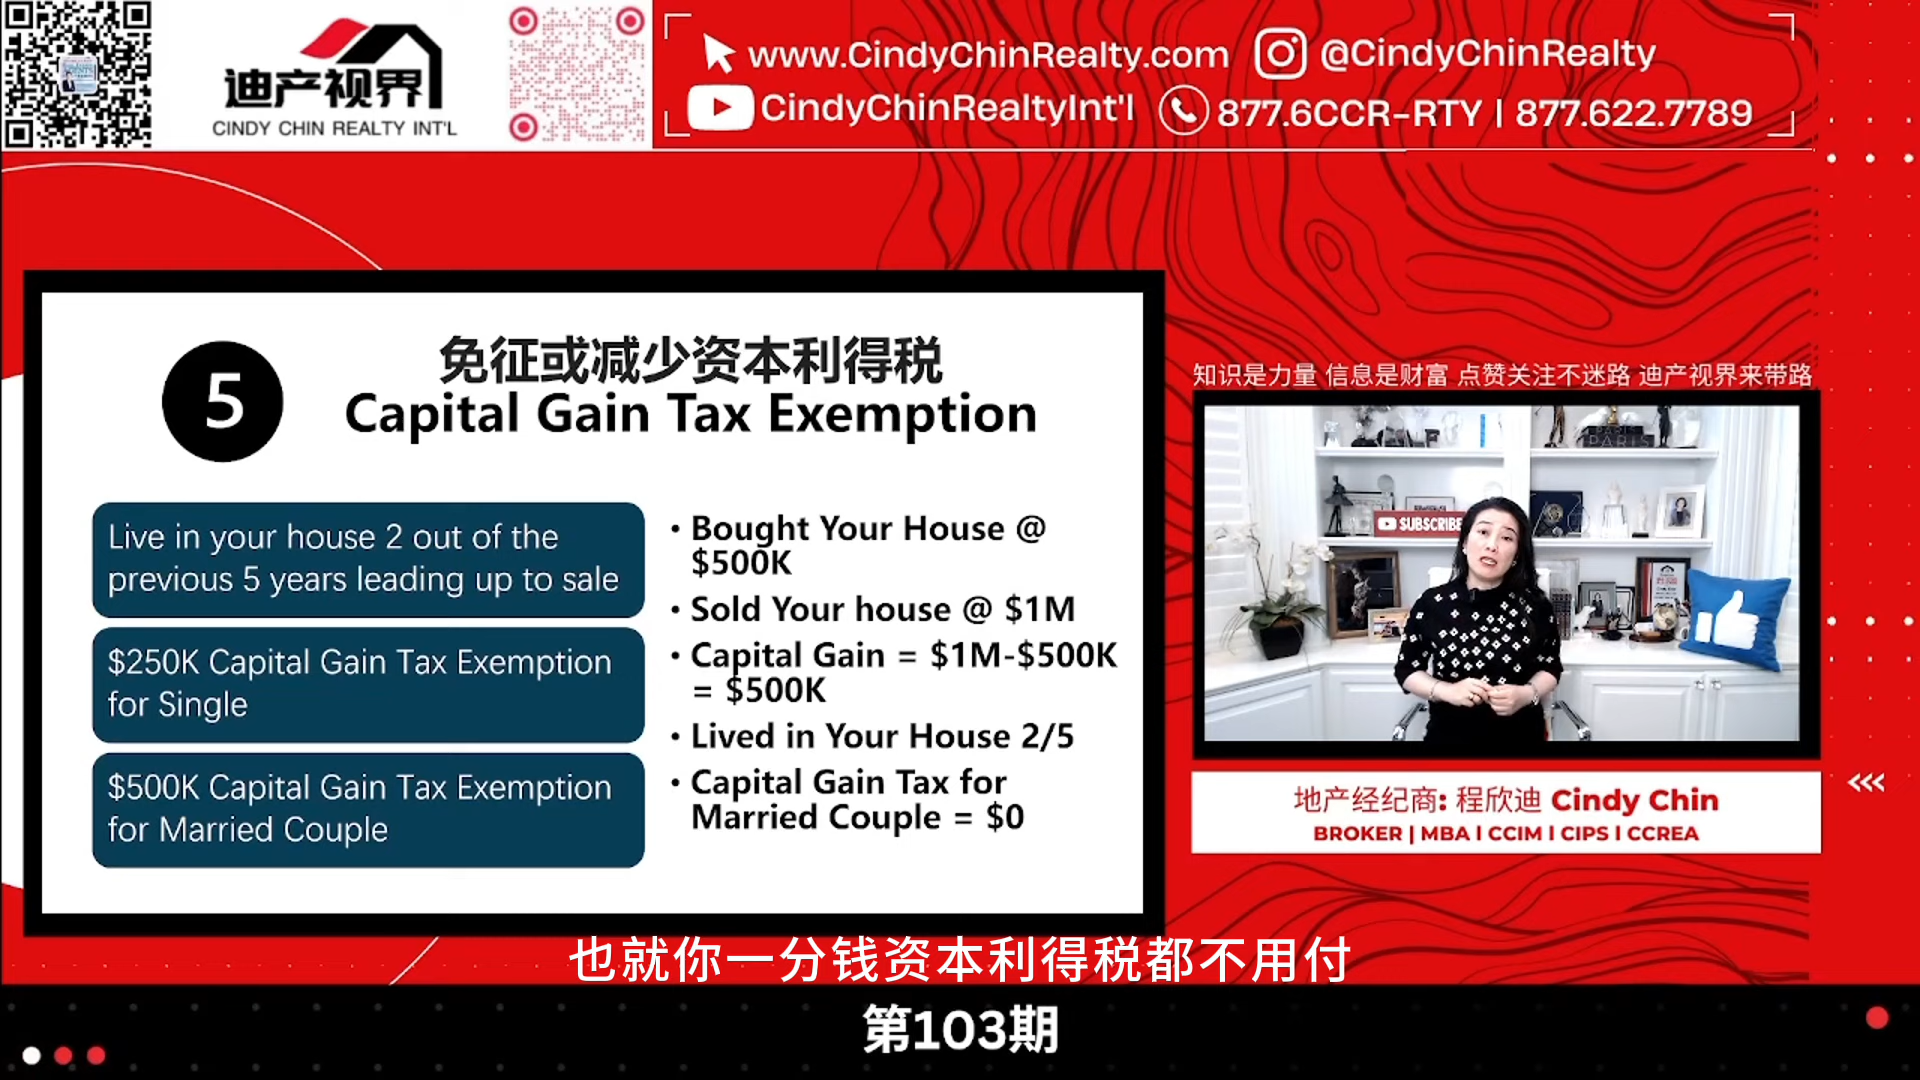 迪产视界
CINDY CHIN REALTY INT'L
www.CindyChinRealty.com
@CindyChinRealty
CindyChinRealtyInt'l
877.6CCR-RTY | 877.622.7789
5
免征或减少资本利得税
Capital Gain Tax Exemption
Live in your house 2 out of the
previous 5 years leading up to sale
$250K Capital Gain Tax Exemption
for Single
$500K Capital Gain Tax Exemption
for Married Couple
• Bought Your House @
$500K
• Sold Your house @ $1M
• Capital Gain = $1M-$500K
= $500K
• Lived in Your House 2/5
• Capital Gain Tax for
Married Couple = $0
知识是力量 信息是财富 点赞关注不迷路 迪产视界来带路
PARIS
SUBSCRIBE
地产经纪商: 程欣迪 Cindy Chin
BROKER | MBA | CCIM | CIPS | CCREA
也就你一分钱资本利得税都不用付
第103期